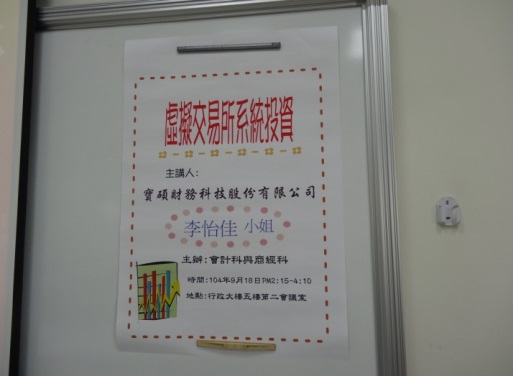 虛擬交易所系統投資
主講人:
寶碩財務科技股份有限公司
李怡佳 小姐
主辦:會計科與商經科
時間:104年9月18日PM2:15-4:10
地點:行政大樓五樓第二會議室